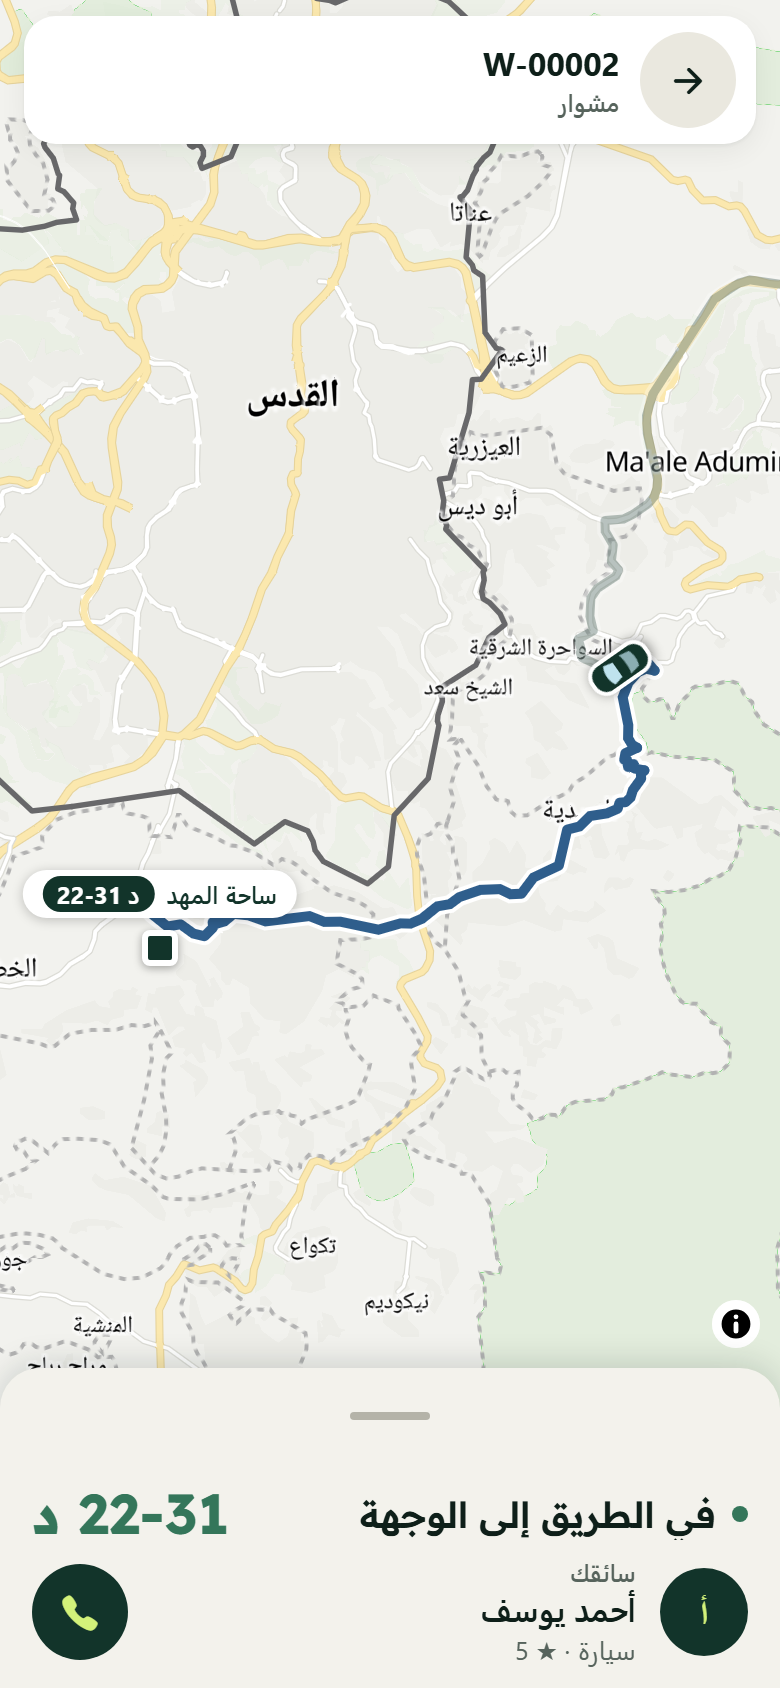 W-00002
مشوار
عناتا
الزعيم
القدس
العيزرية
Ma'ale Adumi
أبو ديس
السواحرة الشرقية
الشيخ سعد
ساحة المهد
22-31 د
تكواع
نيكوديم
المنشية
في الطريق إلى الوجهة
22-31 د
سائقك
أ
أحمد يوسف
سيارة · ★ 5